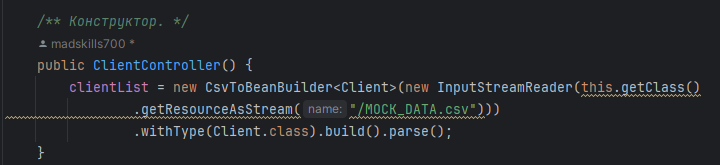 /** Конструктор. */
madskills700 *
public ClientController() {
clientList = new CsvToBeanBuilder<Client>(new InputStreamReader(this.getClass()
.getResourceAsStream( name: "/MOCK_DATA.csv")))
.withType(Client.class).build().parse();
}